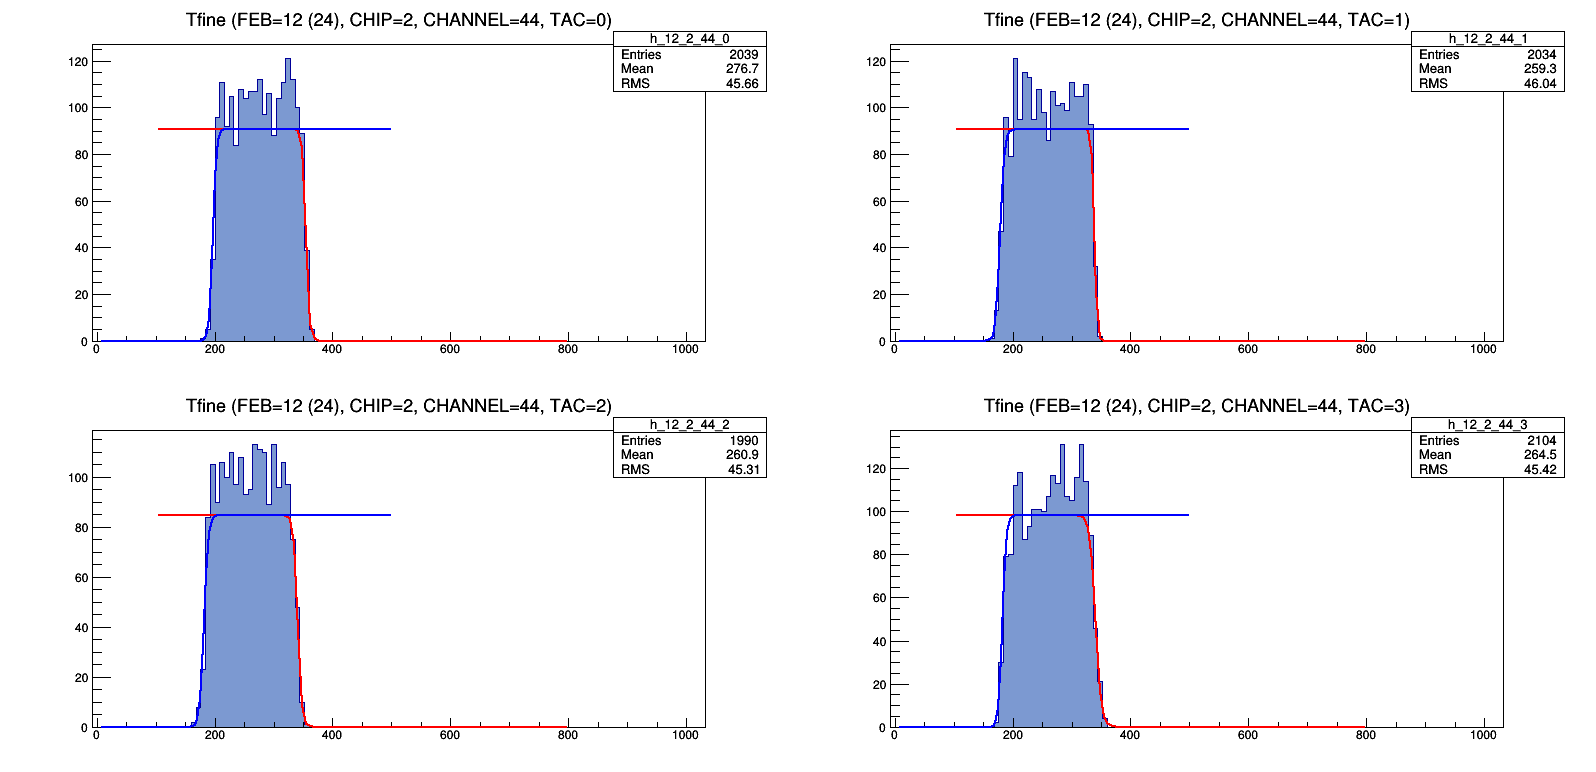 Tfine (FEB=12 (24), CHIP=2, CHANNEL=44, TAC=0)
h_12_2_44_0
Entries 2039
Mean 276.7
RMS 45.66
120
100
80
60
40
20
0
0 200 400 600 800 1000
Tfine (FEB=12 (24), CHIP=2, CHANNEL=44, TAC=1)
h_12_2_44_1
Entries 2034
Mean 259.3
RMS 46.04
120
100
80
60
40
20
0
0 200 400 600 800 1000
Tfine (FEB=12 (24), CHIP=2, CHANNEL=44, TAC=2)
h_12_2_44_2
Entries 1990
Mean 260.9
RMS 45.31
100
80
60
40
20
0
0 200 400 600 800 1000
Tfine (FEB=12 (24), CHIP=2, CHANNEL=44, TAC=3)
h_12_2_44_3
Entries 2104
Mean 264.5
RMS 45.42
120
100
80
60
40
20
0
0 200 400 600 800 1000